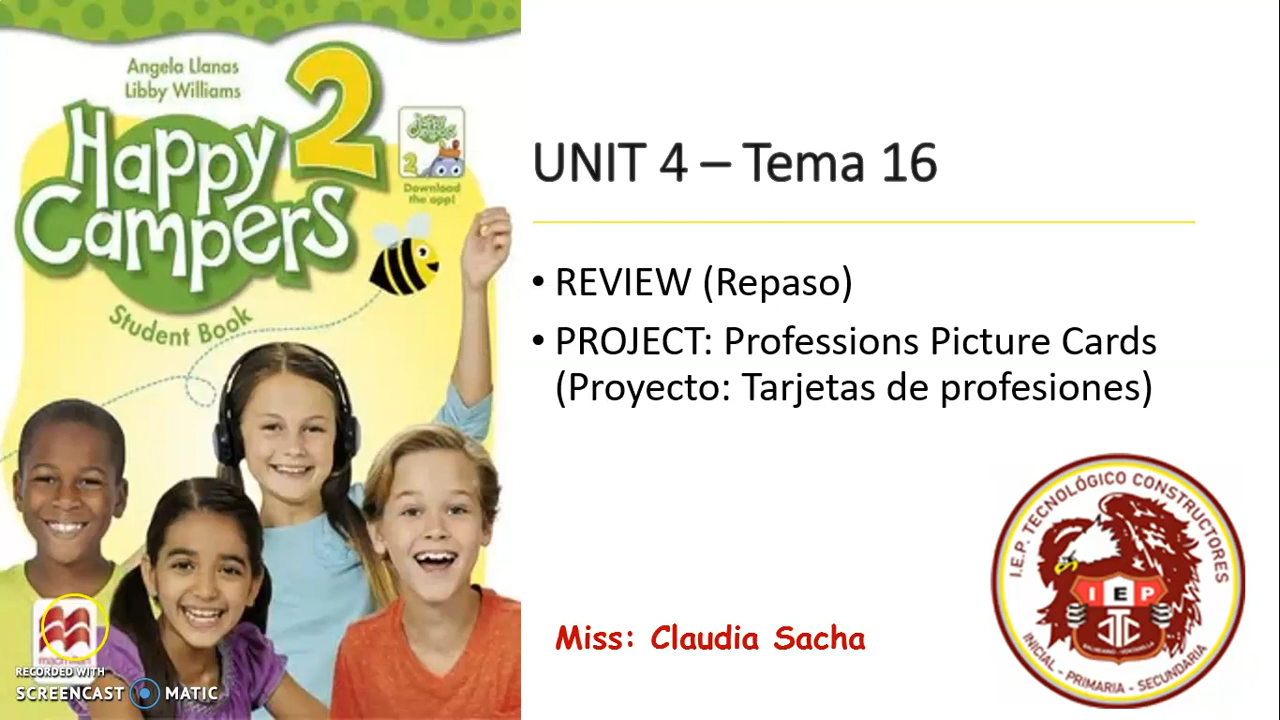 Angela Llanas
Libby Williams
Happy
Campers
2
Student Book
2
Download
the app!
UNIT 4 – Tema 16
• REVIEW (Repaso)
• PROJECT: Professions Picture Cards
(Proyecto: Tarjetas de profesiones)
Miss: Claudia Sacha
I.E.P. TECNOLÓGICO CONSTRUCTORES
I E P
INICIAL - PRIMARIA - SECUNDARIA
RECORDED WITH
SCREENCAST MATIC